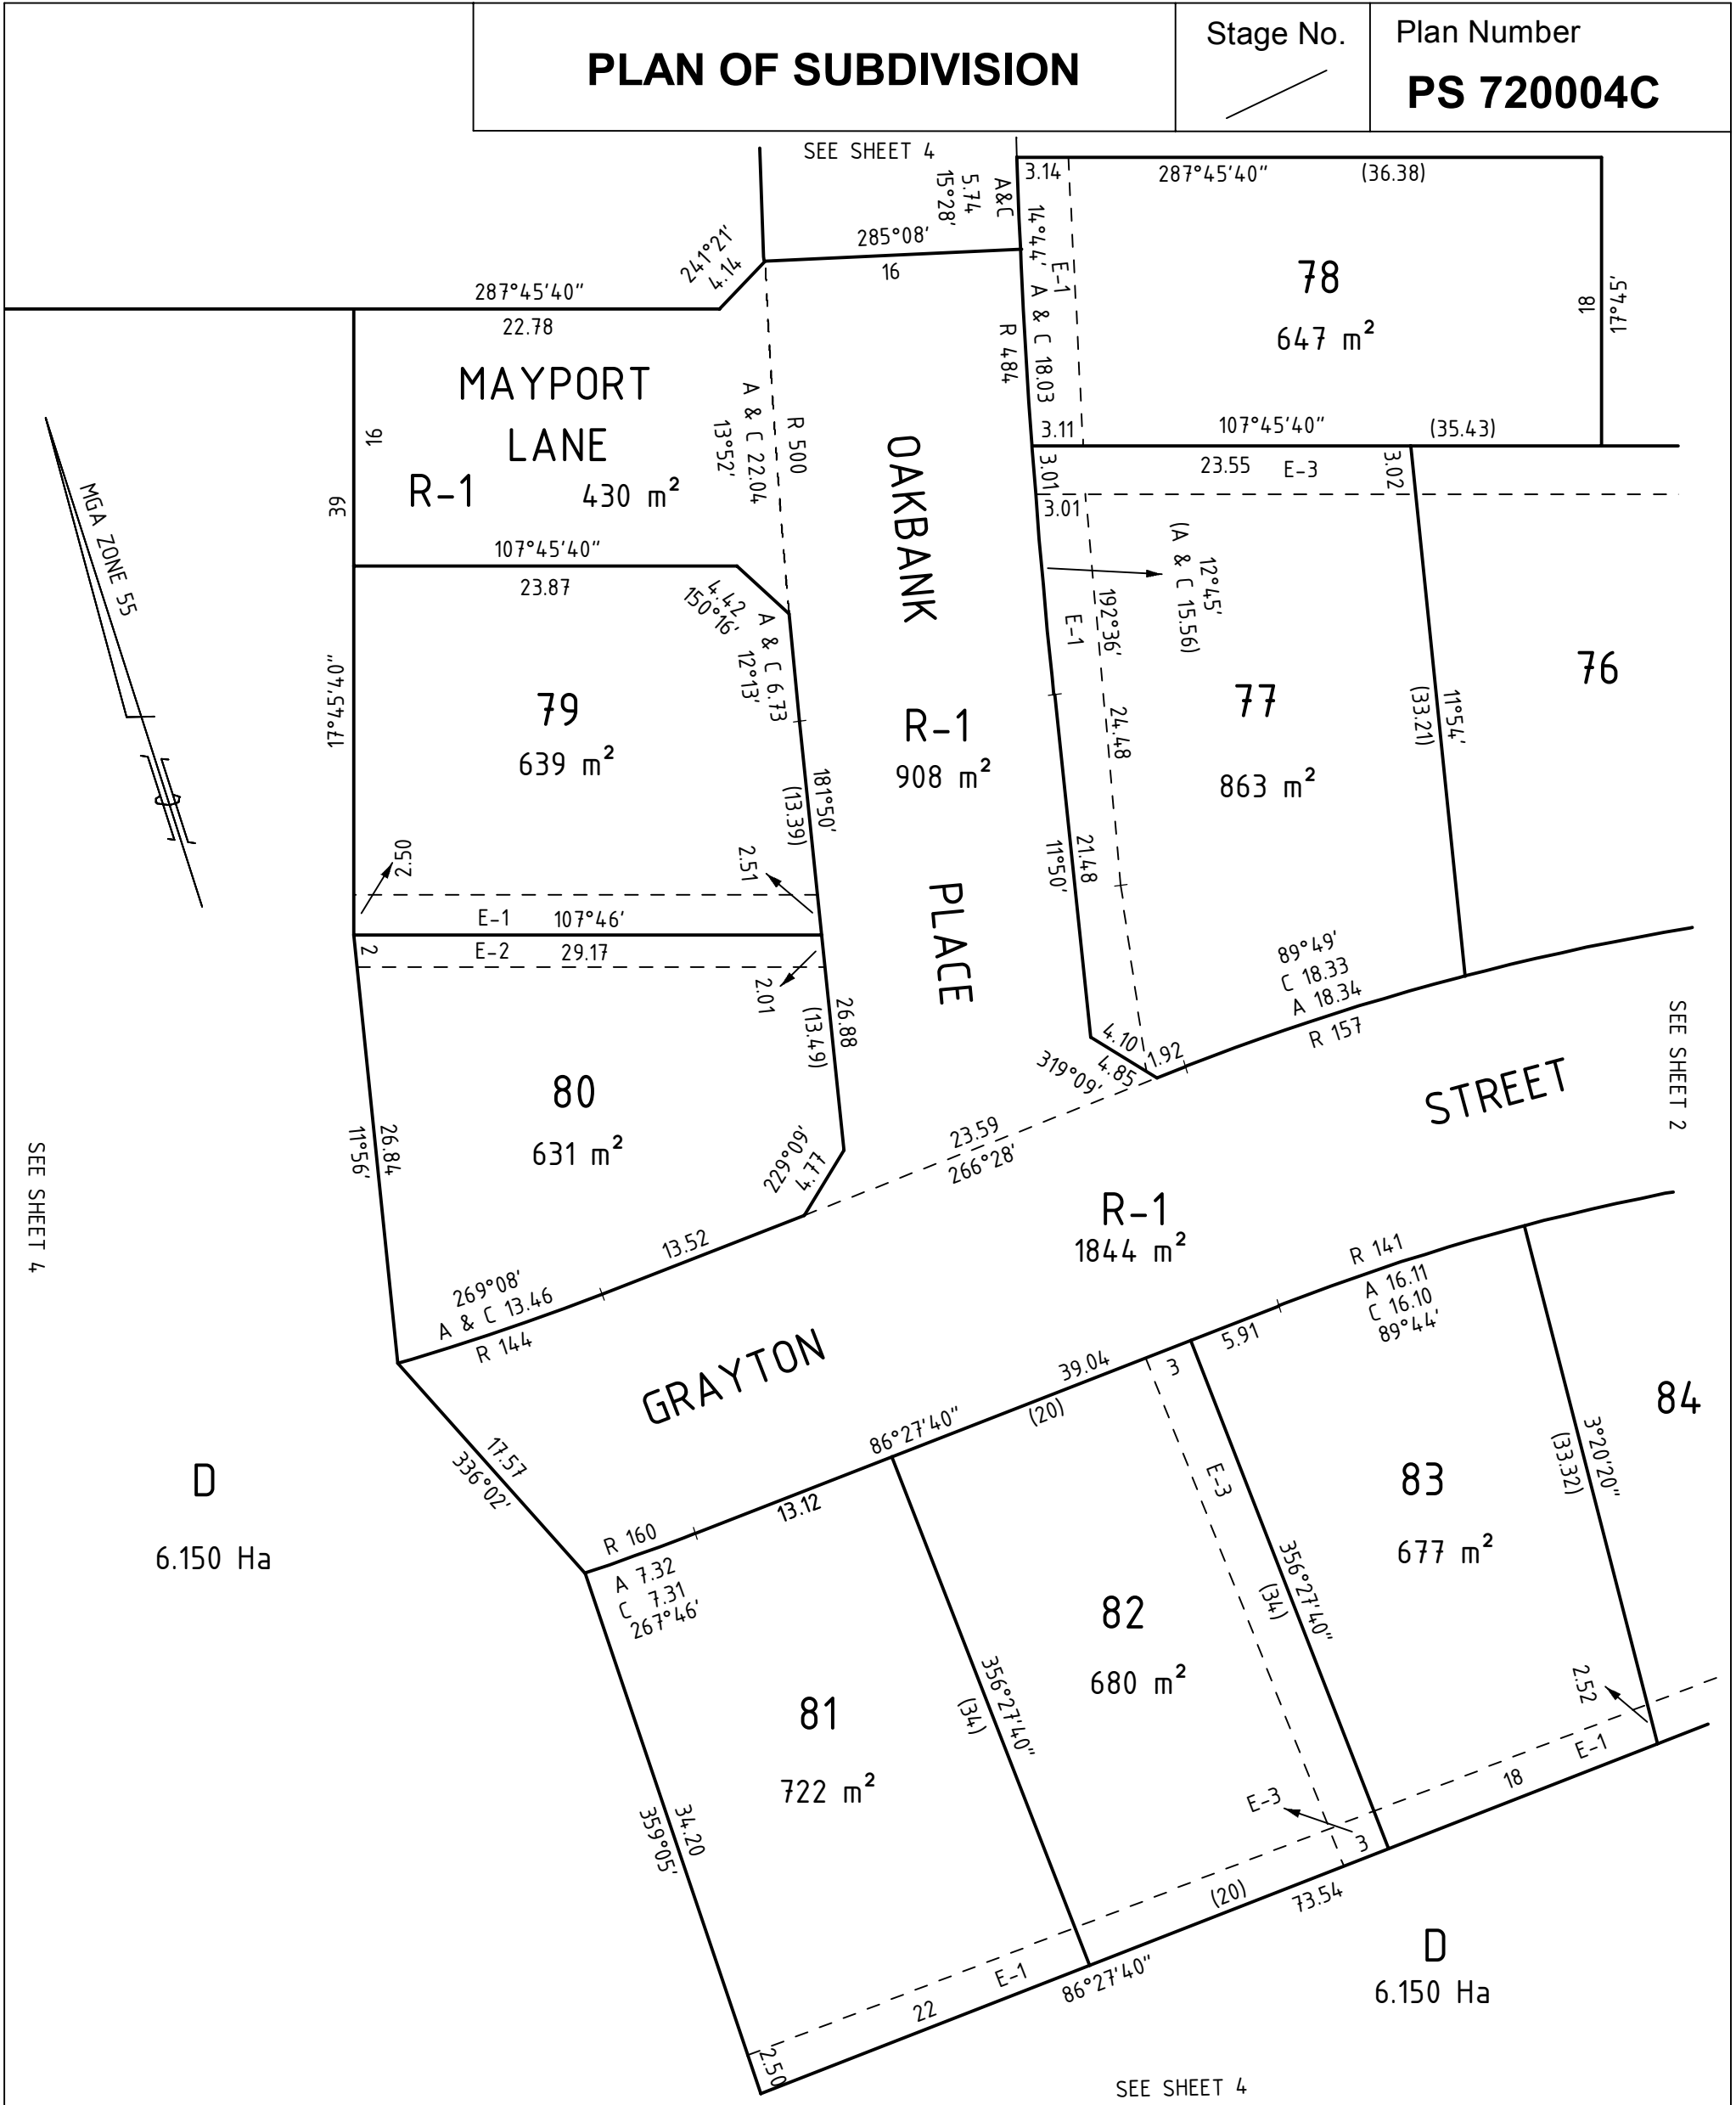 PLAN OF SUBDIVISION
Stage No.
Plan Number
PS 720004C
SEE SHEET 4
15°28'
5.74
A&C
3.14
287°45'40"
(36.38)
241°21'
4.14
285°08'
16
14°44' A & C 18.03
E-1
R 484
78
647 m²
18
17°45'
287°45'40"
22.78
MAYPORT
LANE
R-1
430 m²
16
39
13°52'
A & C 22.04
R 500
3.11
107°45'40"
(35.43)
3.01
23.55
E-3
3.02
3.01
OAKBANK
PLACE
MGA ZONE 55
107°45'40"
23.87
4.42
150°16'
A & C 6.73
12°13'
12°45'
(A & C 15.56)
E-1
192°36'
24.48
76
77
863 m²
11°54'
(33.21)
17°45'40"
79
639 m²
R-1
908 m²
181°50'
(13.39)
21.48
11°50'
2.50
2.51
E-1
107°46'
2
E-2
29.17
2.01
26.88
(13.49)
89°49'
C 18.33
A 18.34
R 157
4.10
1.92
4.85
319°09'
SEE SHEET 2
STREET
80
631 m²
26.84
11°56'
SEE SHEET 4
229°09'
4.77
23.59
266°28'
13.52
R-1
1844 m²
269°08'
A & C 13.46
R 144
GRAYTON
R 141
A 16.11
C 16.10
89°44'
5.91
3
39.04
86°27'40"
(20)
84
17.57
336°02'
D
6.150 Ha
R 160
A 7.32
C 7.31
267°46'
13.12
E-3
83
677 m²
3°20'20"
(33.32)
356°27'40"
(34)
82
680 m²
81
722 m²
356°27'40"
(34)
34.20
359°05'
2.52
E-1
18
E-3
3
(20)
73.54
E-1
86°27'40"
22
2.50
D
6.150 Ha
SEE SHEET 4